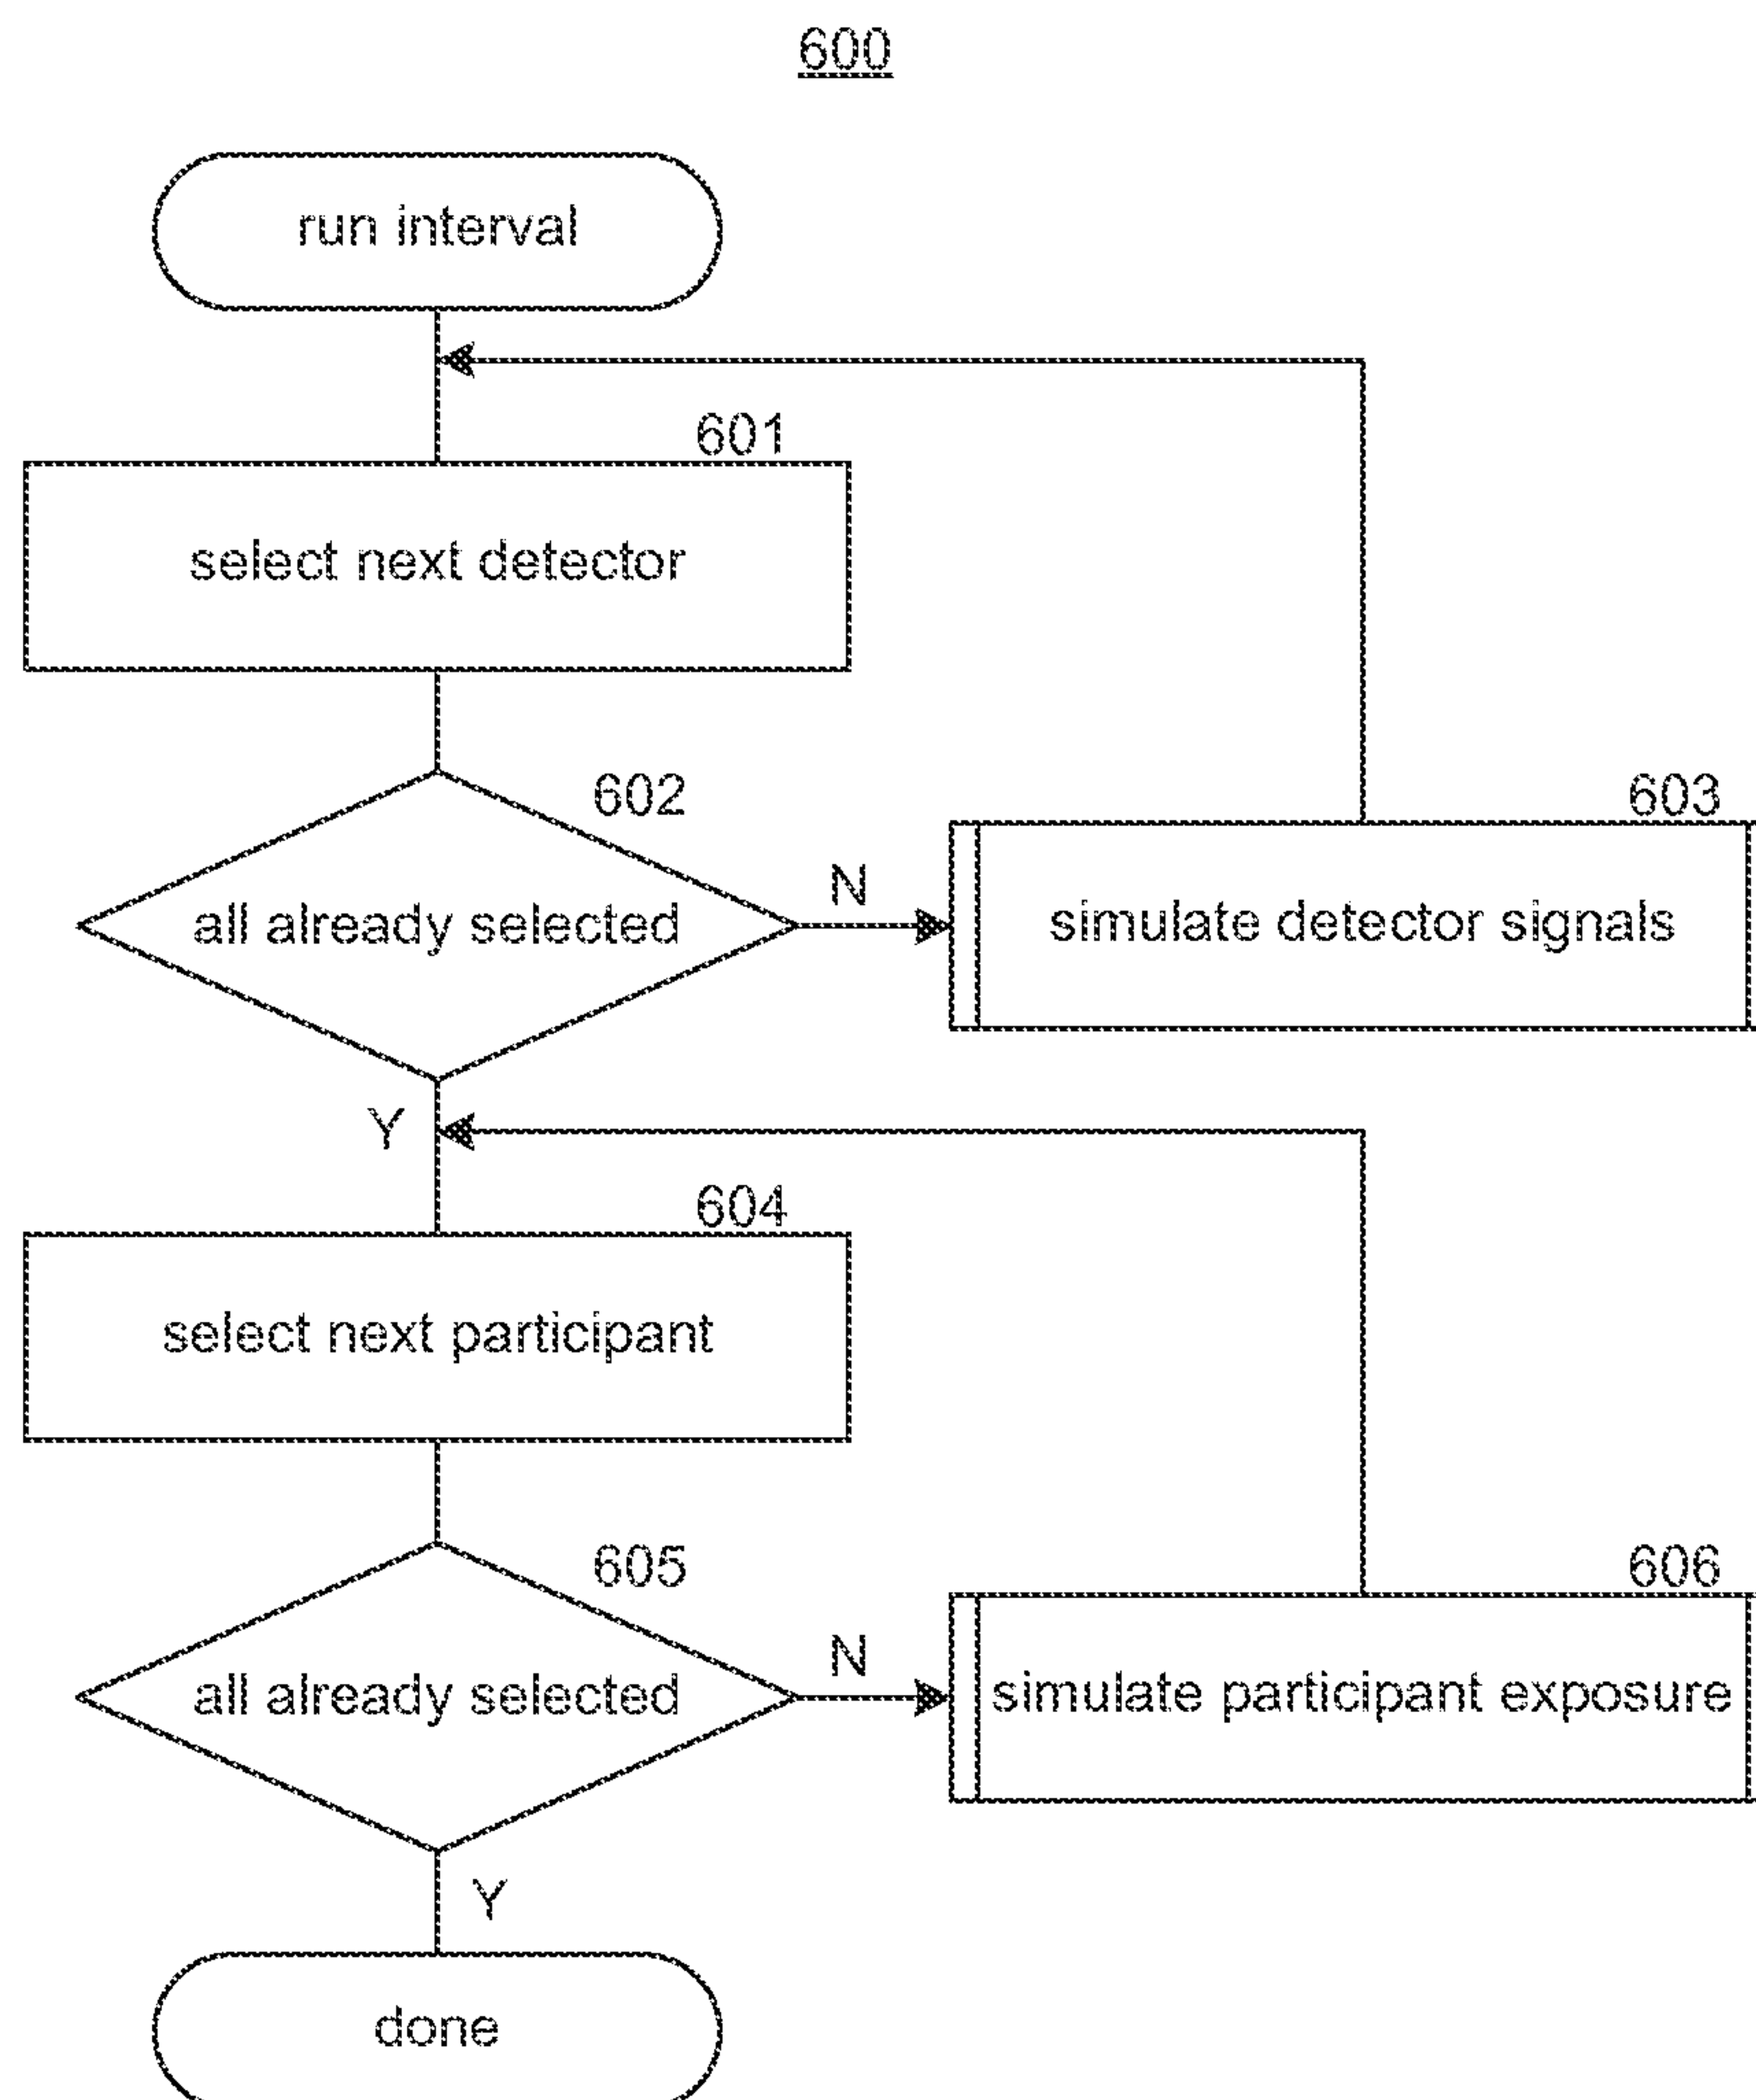 600
run interval
601
select next detector
602
all already selected
N
603
simulate detector signals
Y
604
select next participant
605
all already selected
N
606
simulate participant exposure
Y
done